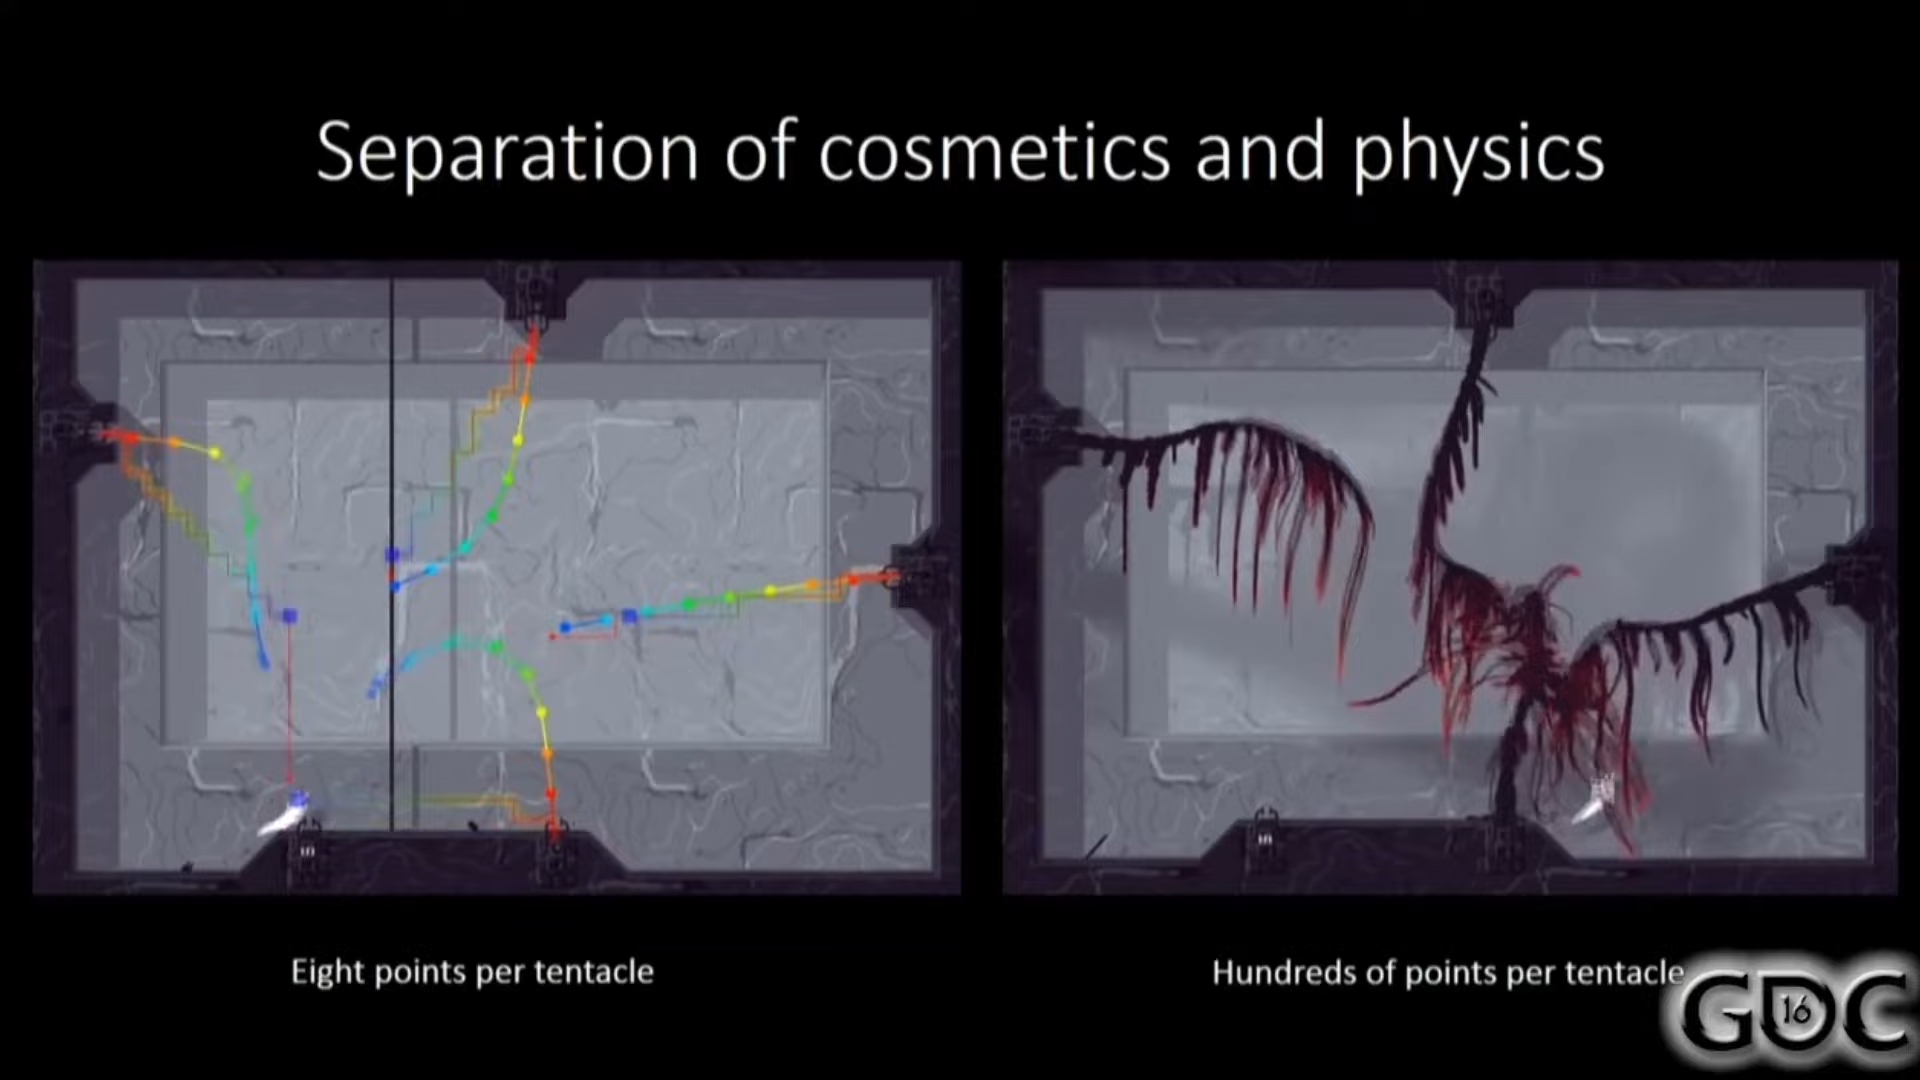 Separation of cosmetics and physics
Eight points per tentacle
Hundreds of points per tentacle
GDC
16